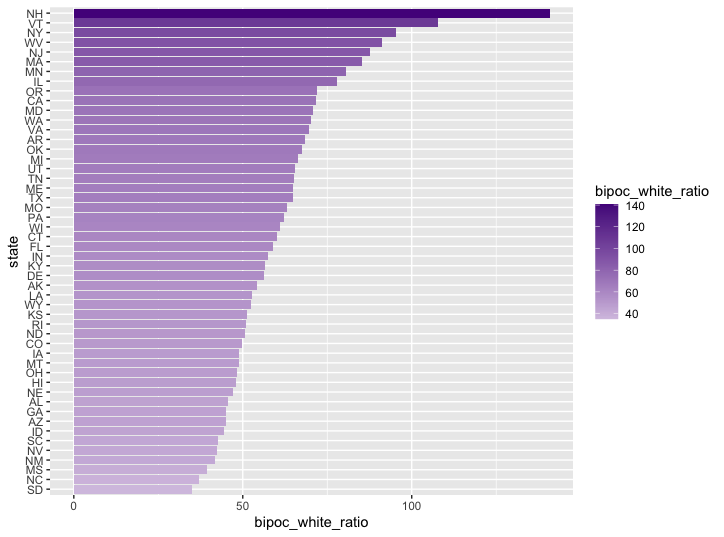 NH
VT
NY
WV
NJ
MA
MN
IL
OR
CA
MD
WA
VA
AR
OK
MI
UT
TN
ME
TX
MO
PA
WI
CT
FL
IN
KY
DE
AK
LA
WY
KS
RI
ND
CO
IA
MT
OH
HI
NE
AL
GA
AZ
ID
SC
NV
NM
MS
NC
SD
state
0 50 100
bipoc_white_ratio
bipoc_white_ratio
140
120
100
80
60
40